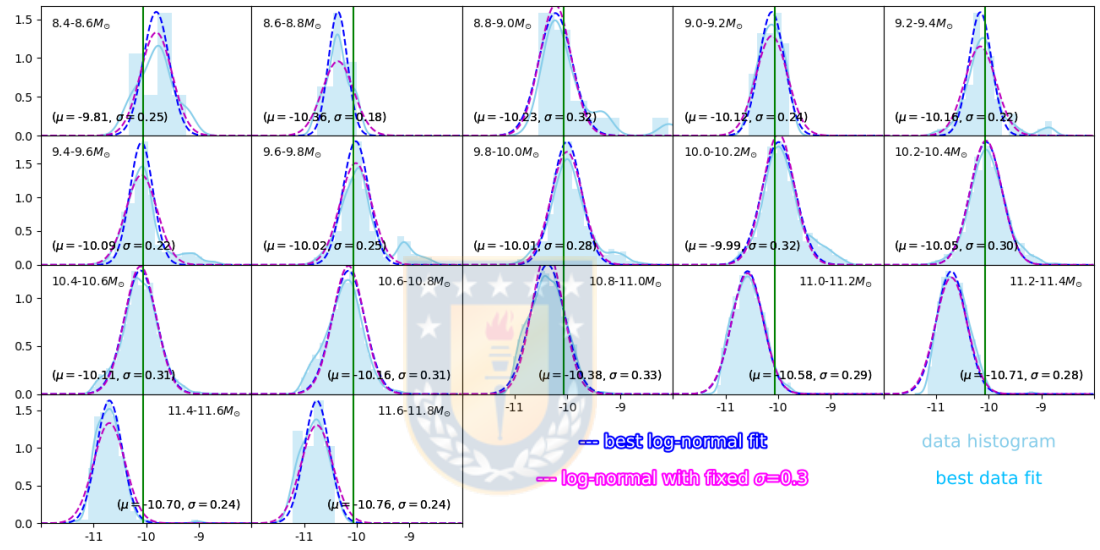 1.5
1.0
0.5
0.0
8.4-8.6M⊙
(μ = -9.81, σ = 0.25)
8.6-8.8M⊙
(μ = -10.36, σ = 0.18)
8.8-9.0M⊙
(μ = -10.23, σ = 0.32)
9.0-9.2M⊙
(μ = -10.12, σ = 0.24)
9.2-9.4M⊙
(μ = -10.16, σ = 0.22)
1.5
1.0
0.5
0.0
9.4-9.6M⊙
(μ = -10.09, σ = 0.22)
9.6-9.8M⊙
(μ = -10.02, σ = 0.25)
9.8-10.0M⊙
(μ = -10.01, σ = 0.28)
10.0-10.2M⊙
(μ = -9.99, σ = 0.32)
10.2-10.4M⊙
(μ = -10.05, σ = 0.30)
1.0
0.5
0.0
10.4-10.6M⊙
(μ = -10.11, σ = 0.31)
10.6-10.8M⊙
(μ = -10.16, σ = 0.31)
10.8-11.0M⊙
(μ = -10.38, σ = 0.33)
11.0-11.2M⊙
(μ = -10.58, σ = 0.29)
11.2-11.4M⊙
(μ = -10.71, σ = 0.28)
-11 -10 -9
-11 -10 -9
-11 -10 -9
1.5
1.0
0.5
0.0
11.4-11.6M⊙
(μ = -10.70, σ = 0.24)
11.6-11.8M⊙
(μ = -10.76, σ = 0.24)
-11 -10 -9
-11 -10 -9
--- best log-normal fit
--- log-normal with fixed σ=0.3
data histogram
best data fit